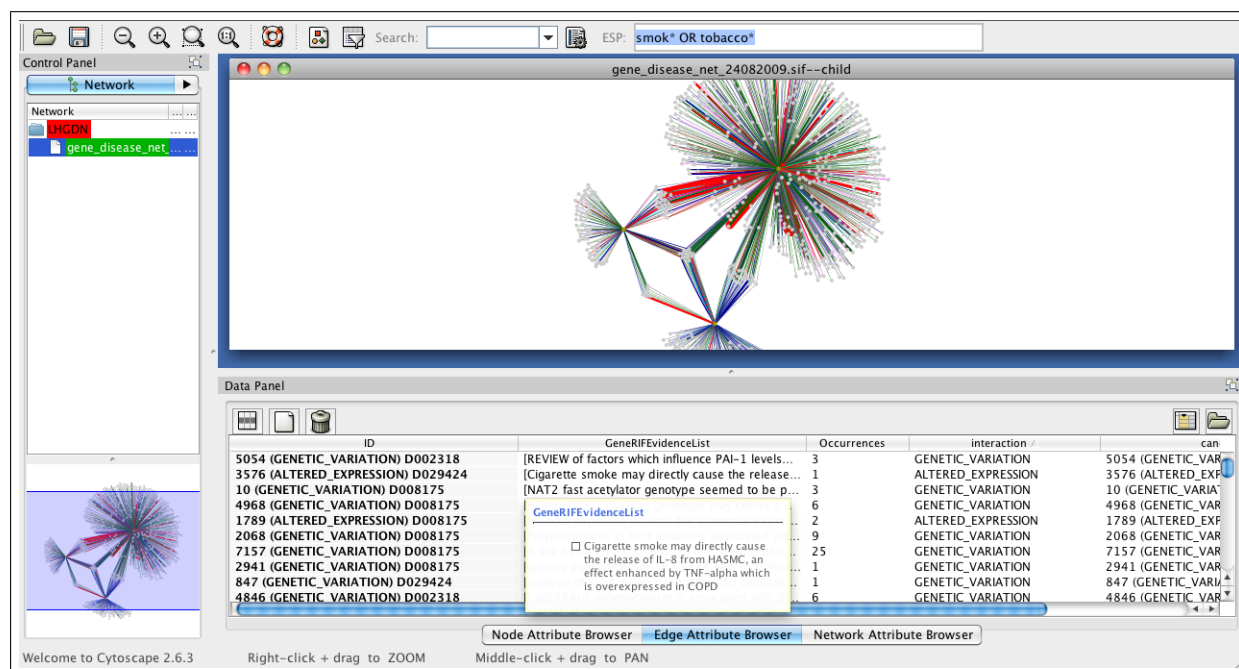 Search:
ESP: smok* OR tobacco*
Control Panel
Network
Network ... ...
LHGDN ... ...
gene_disease_net_ ... ...
gene_disease_net_24082009.sif--child
Data Panel
ID GeneRIFEvidenceList Occurrences interaction can
5054 (GENETIC_VARIATION) D002318 [REVIEW of factors which influence PAI-1 levels... 3 GENETIC_VARIATION 5054 (GENETIC_VAR
3576 (ALTERED_EXPRESSION) D029424 [Cigarette smoke may directly cause the release... 1 ALTERED_EXPRESSION 3576 (ALTERED_EXP
10 (GENETIC_VARIATION) D008175 [NAT2 fast acetylator genotype seemed to be p... 3 GENETIC_VARIATION 10 (GENETIC_VARIA
4968 (GENETIC_VARIATION) D008175 6 GENETIC_VARIATION 4968 (GENETIC_VAR
1789 (ALTERED_EXPRESSION) D008175 2 ALTERED_EXPRESSION 1789 (ALTERED_EXP
2068 (GENETIC_VARIATION) D008175 9 GENETIC_VARIATION 2068 (GENETIC_VAR
7157 (GENETIC_VARIATION) D008175 25 GENETIC_VARIATION 7157 (GENETIC_VAR
2941 (GENETIC_VARIATION) D008175 1 GENETIC_VARIATION 2941 (GENETIC_VAR
847 (GENETIC_VARIATION) D029424 1 GENETIC_VARIATION 847 (GENETIC_VARI
4846 (GENETIC_VARIATION) D002318 6 GENETIC_VARIATION 4846 (GENETIC_VAR
GeneRIFEvidenceList
Cigarette smoke may directly cause
the release of IL-8 from HASMC, an
effect enhanced by TNF-alpha which
is overexpressed in COPD
Node Attribute Browser Edge Attribute Browser Network Attribute Browser
Welcome to Cytoscape 2.6.3 Right-click + drag to ZOOM Middle-click + drag to PAN